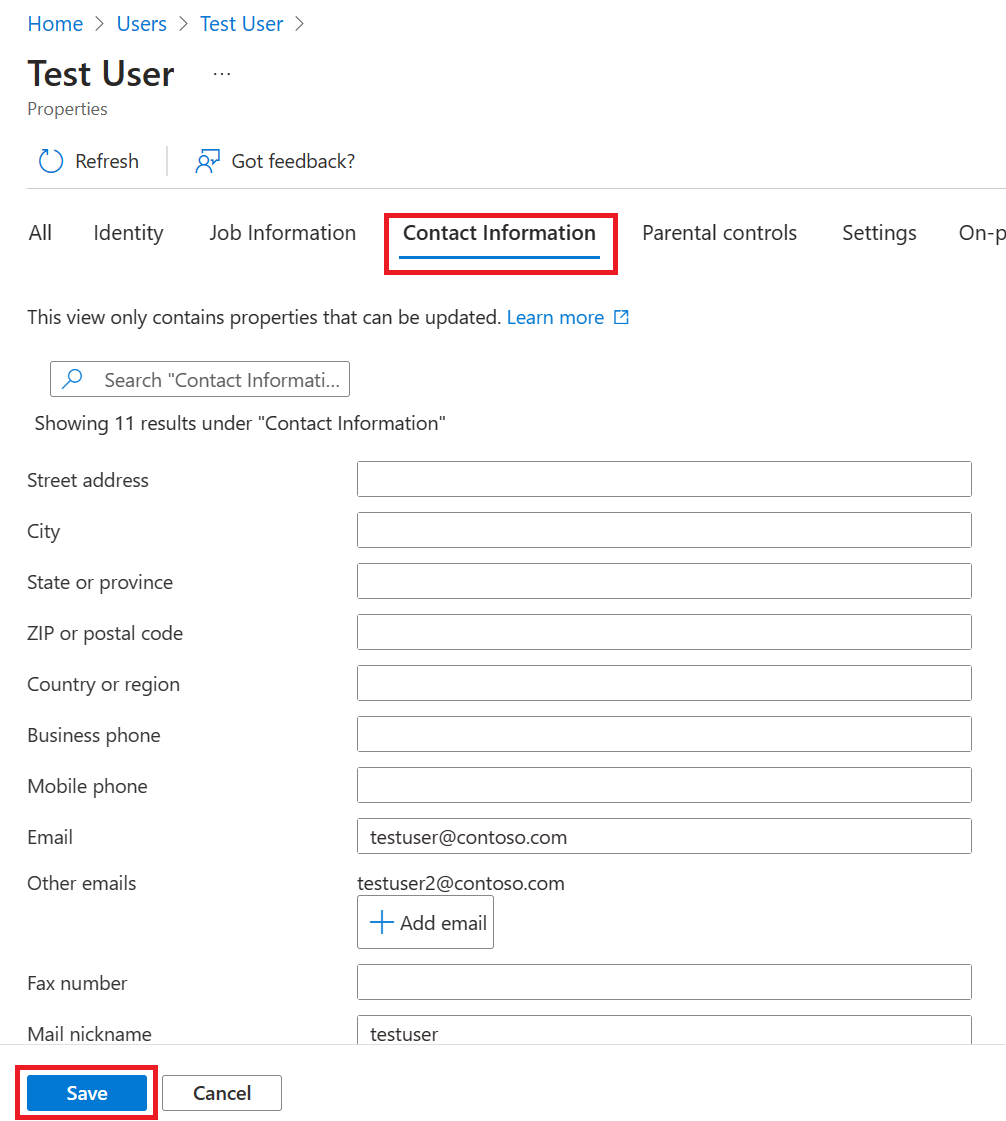 Home > Users > Test User >
Test User ...
Properties
Refresh Got feedback?
All Identity Job Information Contact Information Parental controls Settings On-p
This view only contains properties that can be updated. Learn more
Search "Contact Informati...
Showing 11 results under "Contact Information"
Street address
City
State or province
ZIP or postal code
Country or region
Business phone
Mobile phone
Email testuser@contoso.com
Other emails testuser2@contoso.com
+ Add email
Fax number
Mail nickname testuser
Save Cancel